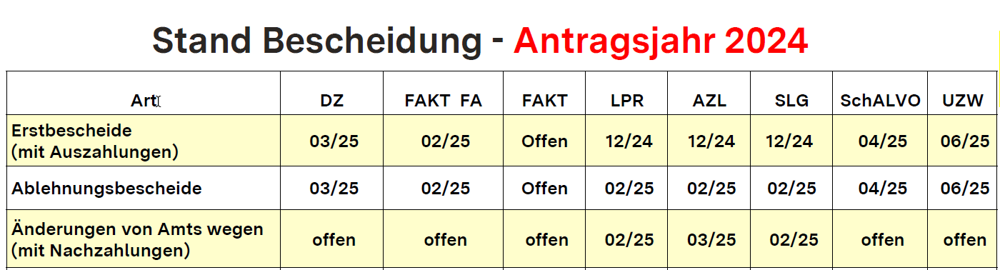 Stand Bescheidung - Antragsjahr 2024
Art DZ FAKT FA FAKT LPR AZL SLG SchALVO UZW
Erstbescheide
(mit Auszahlungen) 03/25 02/25 Offen 12/24 12/24 12/24 04/25 06/25
Ablehnungsbescheide 03/25 02/25 Offen 02/25 02/25 02/25 04/25 06/25
Änderungen von Amts wegen
(mit Nachzahlungen) offen offen offen 02/25 03/25 02/25 offen offen